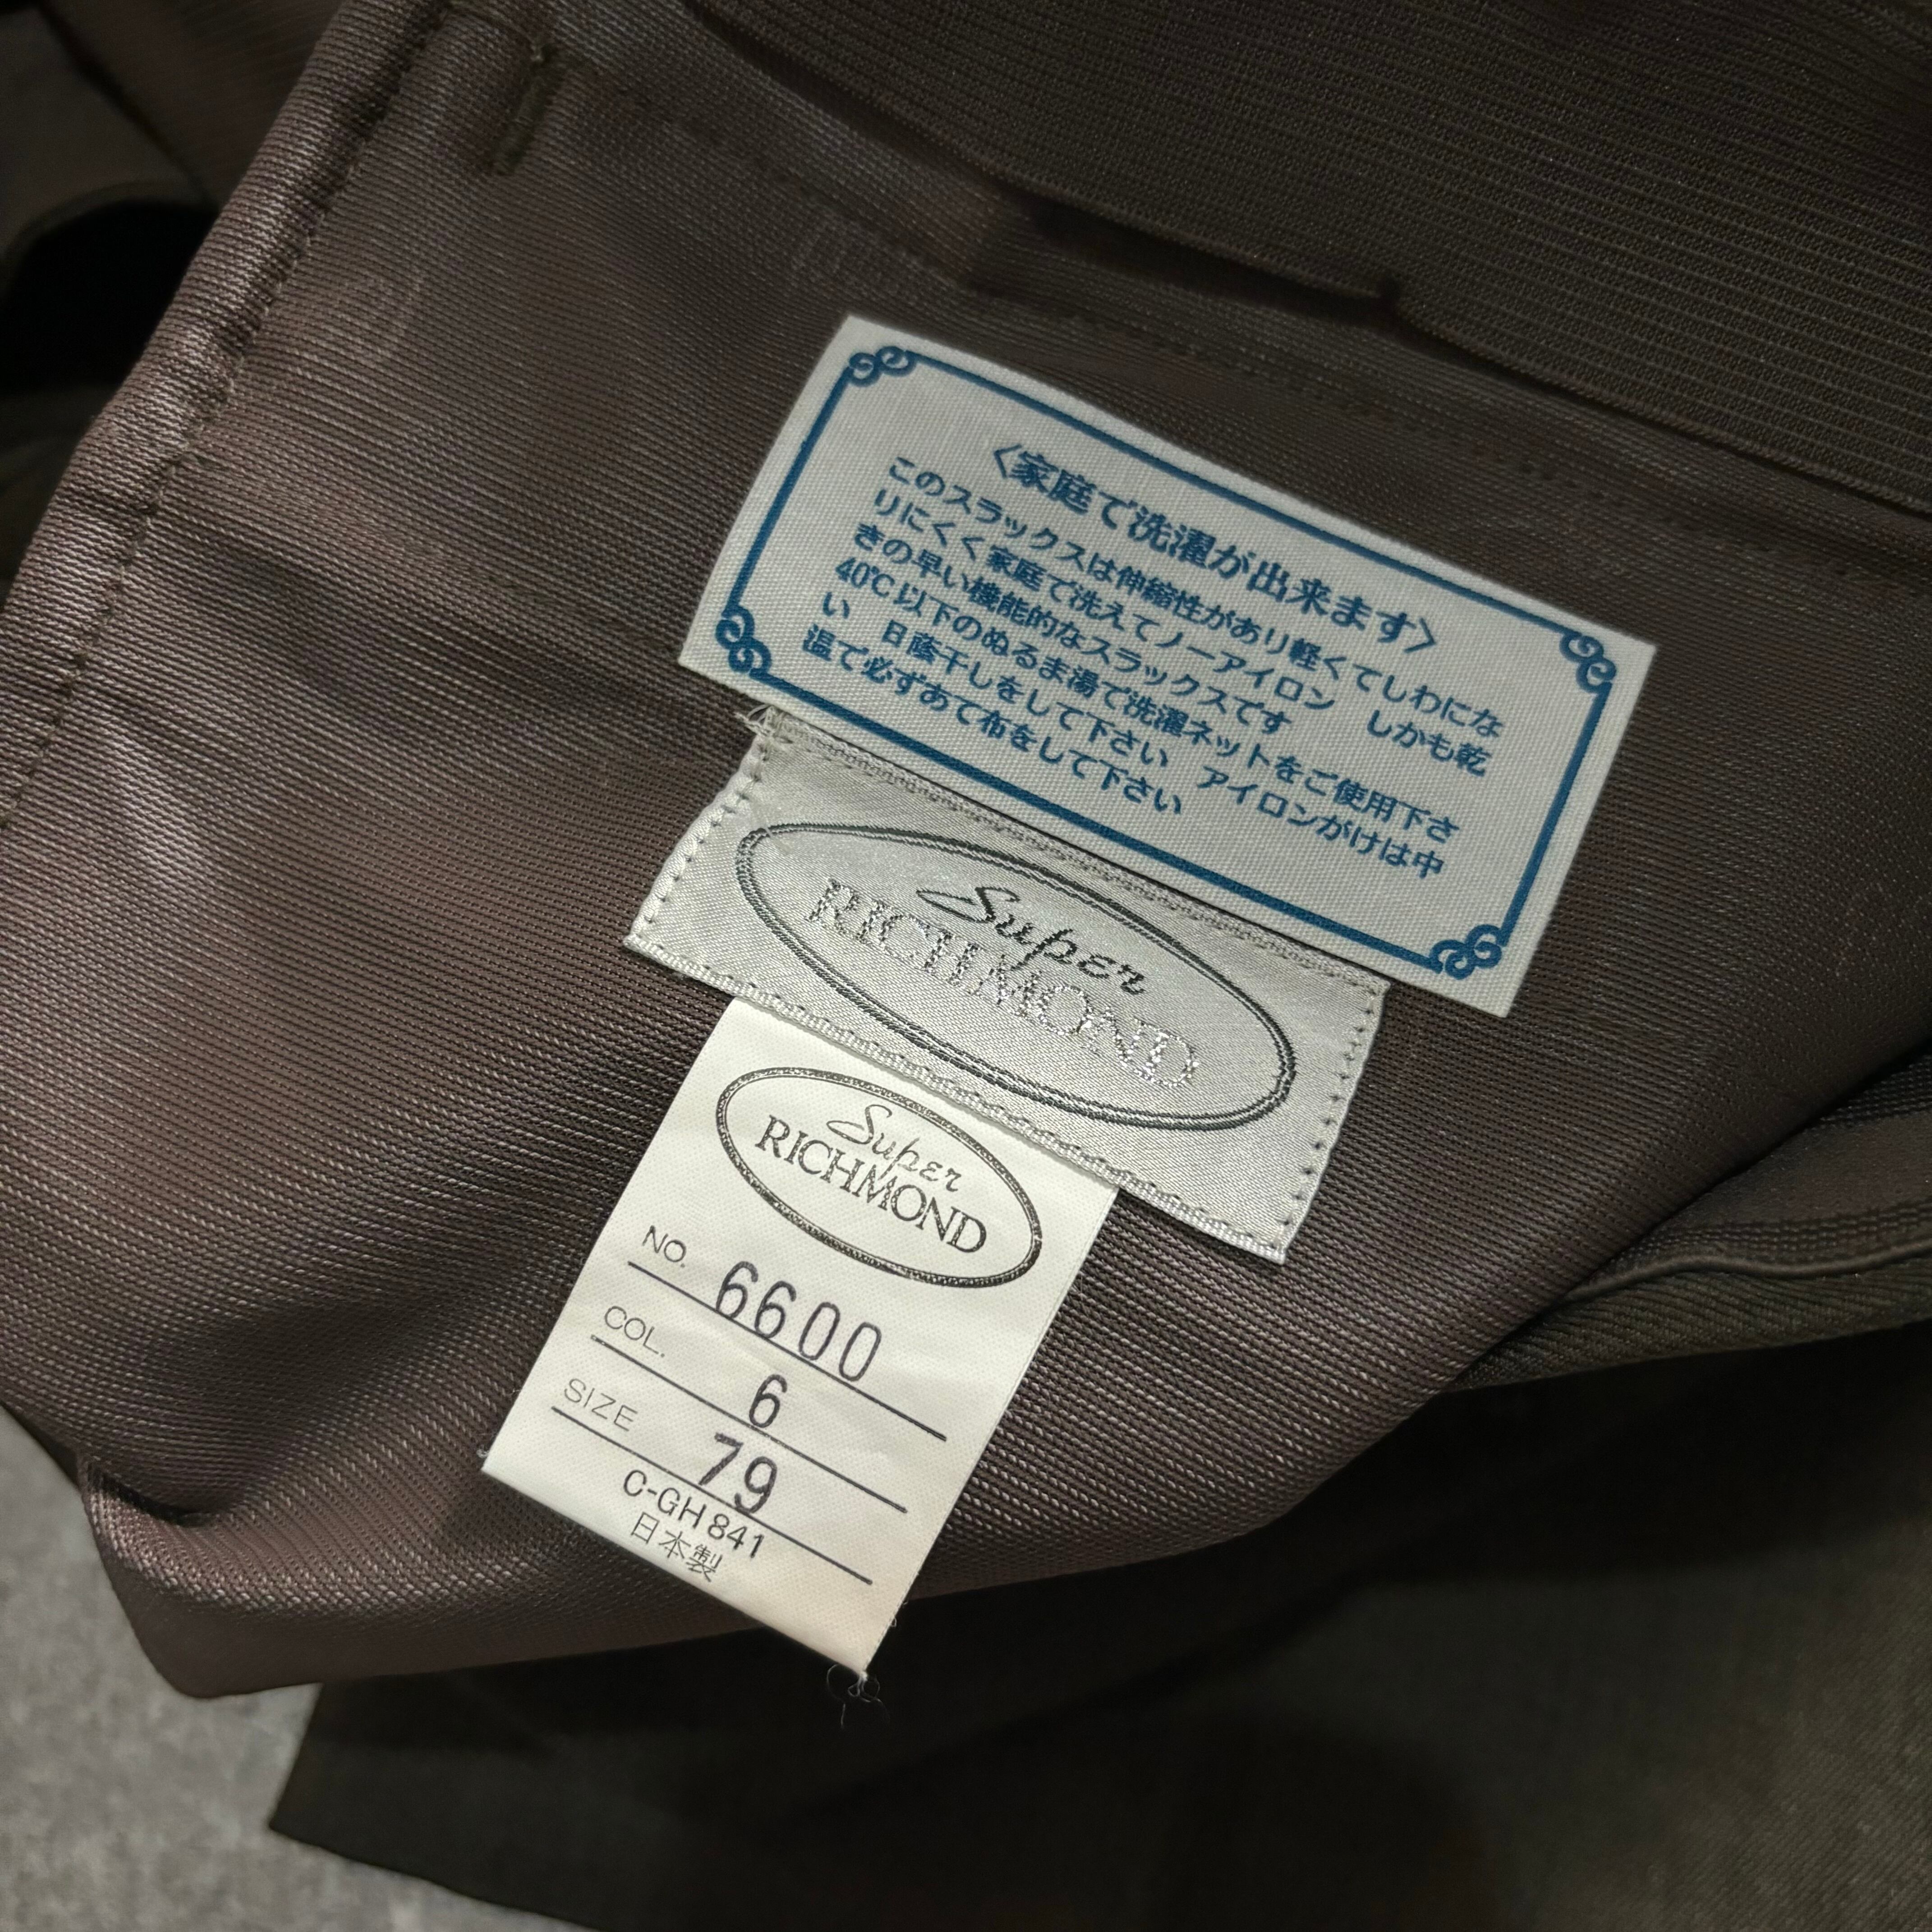 〈家庭で洗濯が出来ます〉
このスラックスは伸縮性があり軽くてしわにな
りにくく家庭で洗えてノーアイロン しかも乾
きの早い機能的なスラックスです
40℃以下のぬるま湯で洗濯ネットをご使用下さ
い 日蔭干しをして下さい アイロンがけは中
温で必ずあて布をして下さい
Super
RICHMOND
Super
RICHMOND
NO. 6600
COL. 6
SIZE 79
C-GH841
日本製